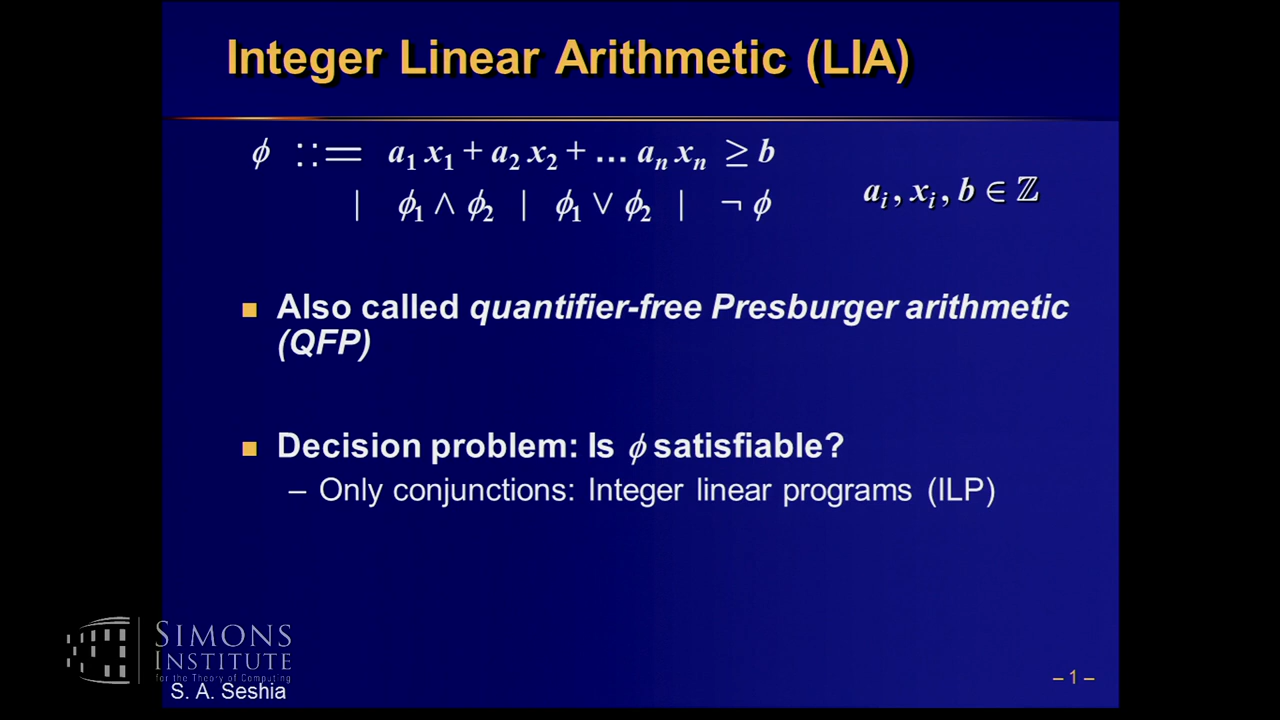 Integer Linear Arithmetic (LIA)
ϕ ::= a₁ x₁ + a₂ x₂ + … aₙ xₙ ≥ b
| ϕ₁ ∧ ϕ₂ | ϕ₁ ∨ ϕ₂ | ¬ ϕ
aᵢ , xᵢ , b ∈ ℤ
■ Also called quantifier-free Presburger arithmetic
(QFP)
■ Decision problem: Is ϕ satisfiable?
– Only conjunctions: Integer linear programs (ILP)
SIMONS
INSTITUTE
for the Theory of Computing
S. A. Seshia
– 1 –